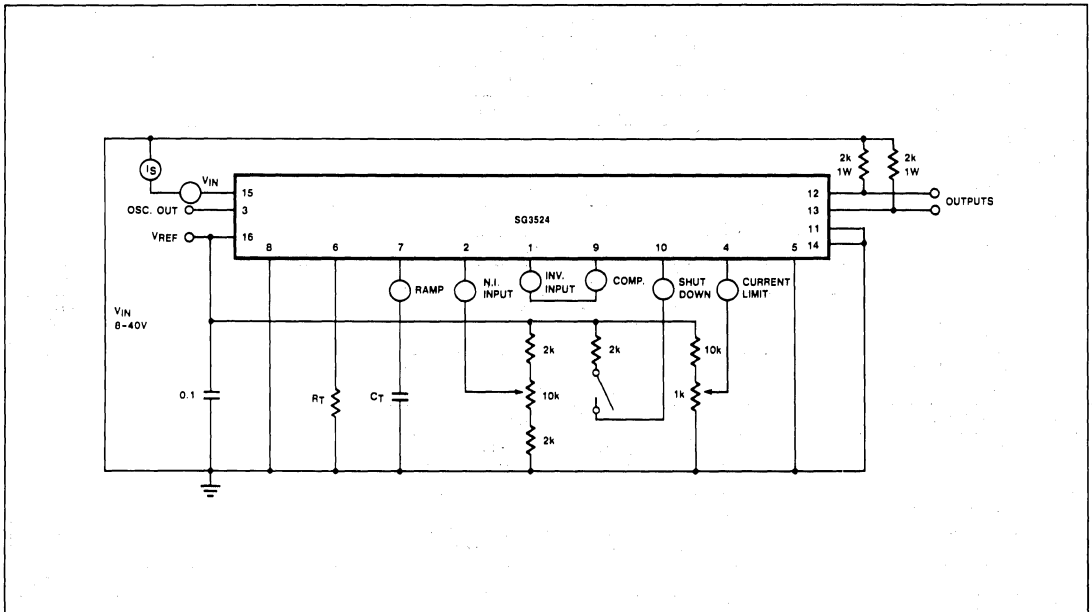 2k
1W
2k
1W
IS
VIN
15
12
OUTPUTS
OSC. OUT
3
SG3524
13
VREF
16
11
8
6
7
2
1
9
10
4
5
14
RAMP
N.I.
INPUT
INV.
INPUT
COMP.
SHUT
DOWN
CURRENT
LIMIT
VIN
8-40V
2k
2k
10k
0.1
RT
CT
10k
1k
2k